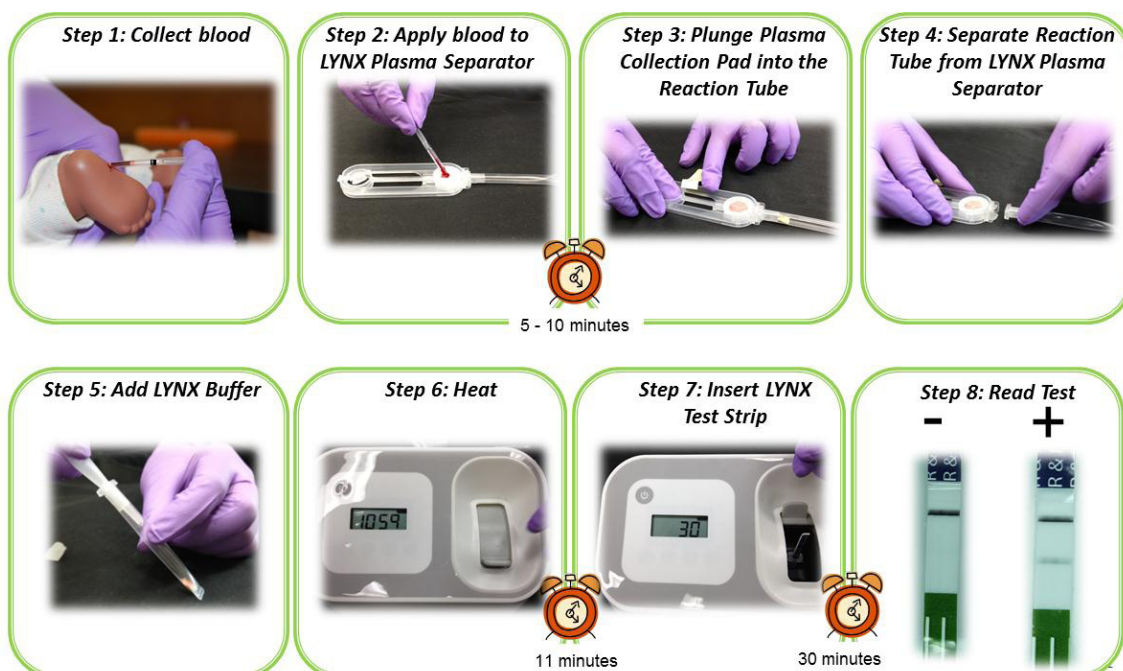 Step 1: Collect blood
Step 2: Apply blood to
LYNX Plasma Separator
Step 3: Plunge Plasma
Collection Pad into the
Reaction Tube
Step 4: Separate Reaction
Tube from LYNX Plasma
Separator
5 - 10 minutes
Step 5: Add LYNX Buffer
Step 6: Heat
1059
11 minutes
Step 7: Insert LYNX
Test Strip
30
30 minutes
Step 8: Read Test
- +
R &
R &